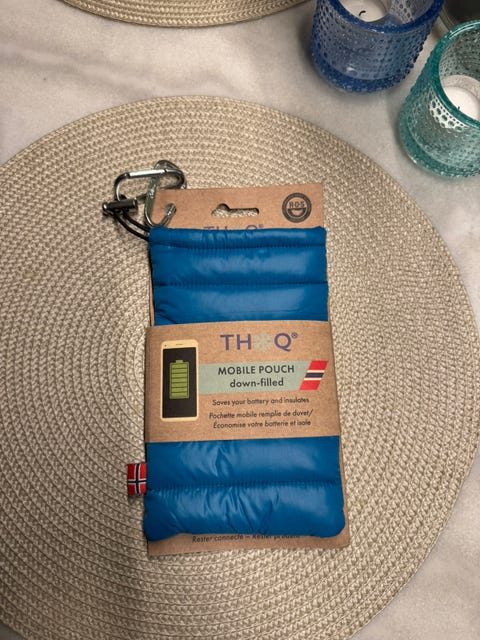 RDS
TH Q®
MOBILE POUCH
down-filled
Saves your battery and insulates
Pochette mobile remplie de duvet/
Économise votre batterie et isole
Rester connecté – Rester